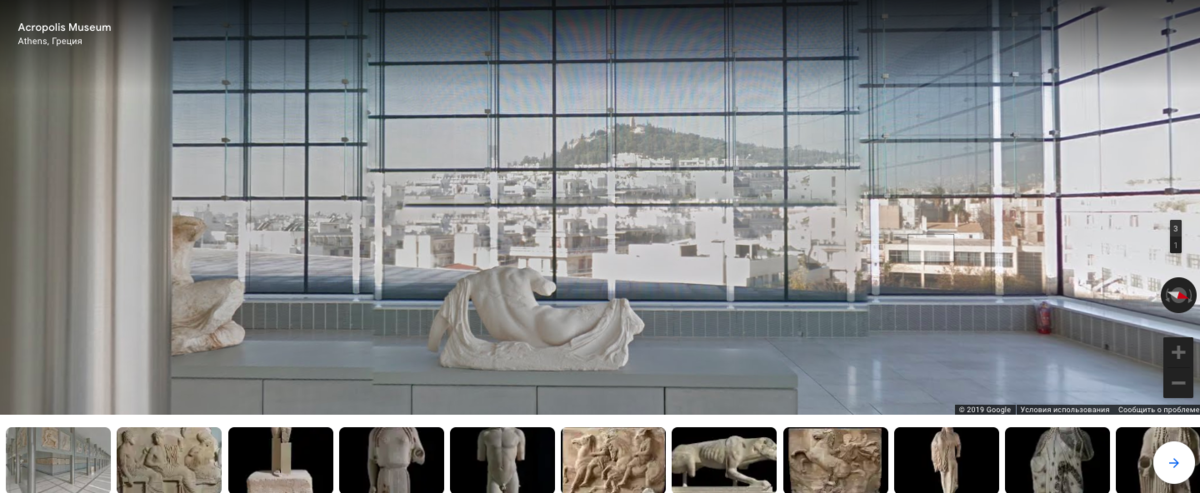 Acropolis Museum
Athens, Греция
3
1
© 2019 Google
Условия использования
Сообщить о проблеме